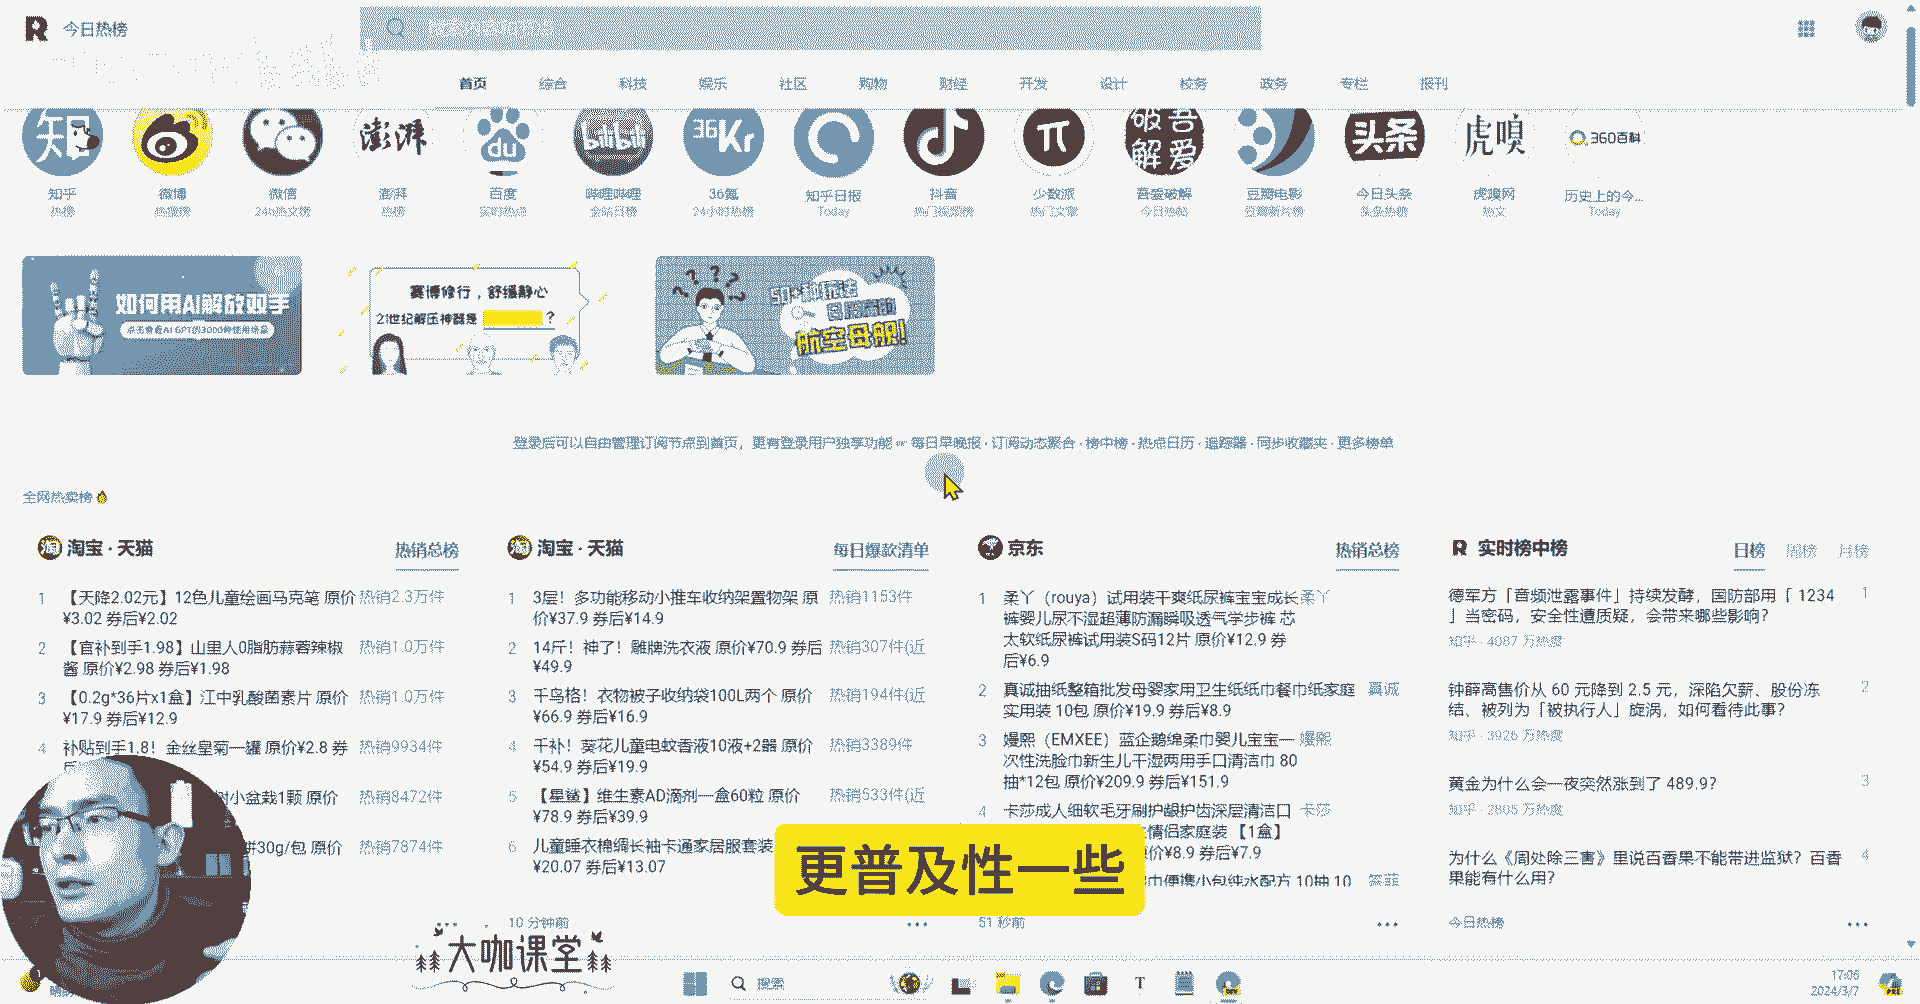 R 今日热榜
首页 综合 科技 娱乐 社区 购物 财经 开发 设计 校务 政务 专栏 报刊
知 du bilibili 36Kr 破吾解爱 头条 虎嗅 360百科
澎湃
知乎 微博 微信 澎湃 百度 哔哩哔哩 36氪 知乎日报 抖音 少数派 吾爱破解 豆瓣电影 今日头条 虎嗅网 历史上的今...
热榜 热搜榜 24h热文榜 热榜 实时热点 全站日榜 24小时热榜 Today 热门视频榜 热门文章 今日热帖 豆瓣新片榜 头条热榜 热文 Today
如何用AI解放双手
点击查看AI GPT的3000种使用场景
赛博修行，舒缓静心
21世纪解压神器是 ？
50+种玩法
航空母舰!
登录后可以自由管理订阅节点到首页，更有登录用户独享功能 每日早晚报 · 订阅动态聚合 · 榜中榜 · 热点日历 · 追踪器 · 同步收藏夹 · 更多榜单
全网热卖榜
淘宝 · 天猫 热销总榜
1 【天降2.02元】12色儿童绘画马克笔 原价 热销2.3万件
¥3.02 券后¥2.02
2 【官补到手1.98】山里人0脂肪蒜蓉辣椒 热销1.0万件
酱 原价¥2.98 券后¥1.98
3 【0.2g*36片x1盒】江中乳酸菌素片 原价 热销1.0万件
¥17.9 券后¥12.9
4 补贴到手1.8！金丝皇菊一罐 原价¥2.8 券 热销9934件
树小盆栽1颗 原价 热销8472件
饼30g/包 原价 热销7874件
淘宝 · 天猫 每日爆款清单
1 3层！多功能移动小推车收纳架置物架 原 热销1153件
价¥37.9 券后¥14.9
2 14斤！神了！雕牌洗衣液 原价¥70.9 券后 热销307件(近
¥49.9
3 千鸟格！衣物被子收纳袋100L两个 原价 热销194件(近
¥66.9 券后¥16.9
4 千补！葵花儿童电蚊香液10液+2器 原价 热销3389件
¥54.9 券后¥19.9
5 【星鲨】维生素AD滴剂一盒60粒 原价 热销533件(近
¥78.9 券后¥39.9
6 儿童睡衣棉绸长袖卡通家居服套装
¥20.07 券后¥13.07
10 分钟前
京东 热销总榜
1 柔丫（rouya）试用装干爽纸尿裤宝宝成长 柔丫
裤婴儿尿不湿超薄防漏瞬吸透气学步裤 芯
太软纸尿裤试用装S码12片 原价¥12.9 券
后¥6.9
2 真诚抽纸整箱批发母婴家用卫生纸纸巾餐巾纸家庭 真诚
实用装 10包 原价¥19.9 券后¥8.9
3 嫚熙（EMXEE）蓝企鹅绵柔巾婴儿宝宝一 嫚熙
次性洗脸巾新生儿干湿两用手口清洁巾 80
抽*12包 原价¥209.9 券后¥151.9
4 卡莎成人细软毛牙刷护龈护齿深层清洁口 卡莎
情侣家庭装 【1盒】
价¥8.9 券后¥7.9
巾便携小包纯水配方 10抽 10
51 秒前
R 实时榜中榜 日榜 周榜 月榜
德军方「音频泄露事件」持续发酵，国防部用「 1234 1
」当密码，安全性遭质疑，会带来哪些影响？
知乎 · 4087 万热度
钟薛高售价从 60 元降到 2.5 元，深陷欠薪、股份冻 2
结、被列为「被执行人」旋涡，如何看待此事？
知乎 · 3926 万热度
黄金为什么会一夜突然涨到了 489.9？ 3
知乎 · 2805 万热度
为什么《周处除三害》里说百香果不能带进监狱？百香 4
果能有什么用？
今日热榜
更普及性一些
大咖课堂
搜索
T
DEV
17:06
2024/3/7
PRE